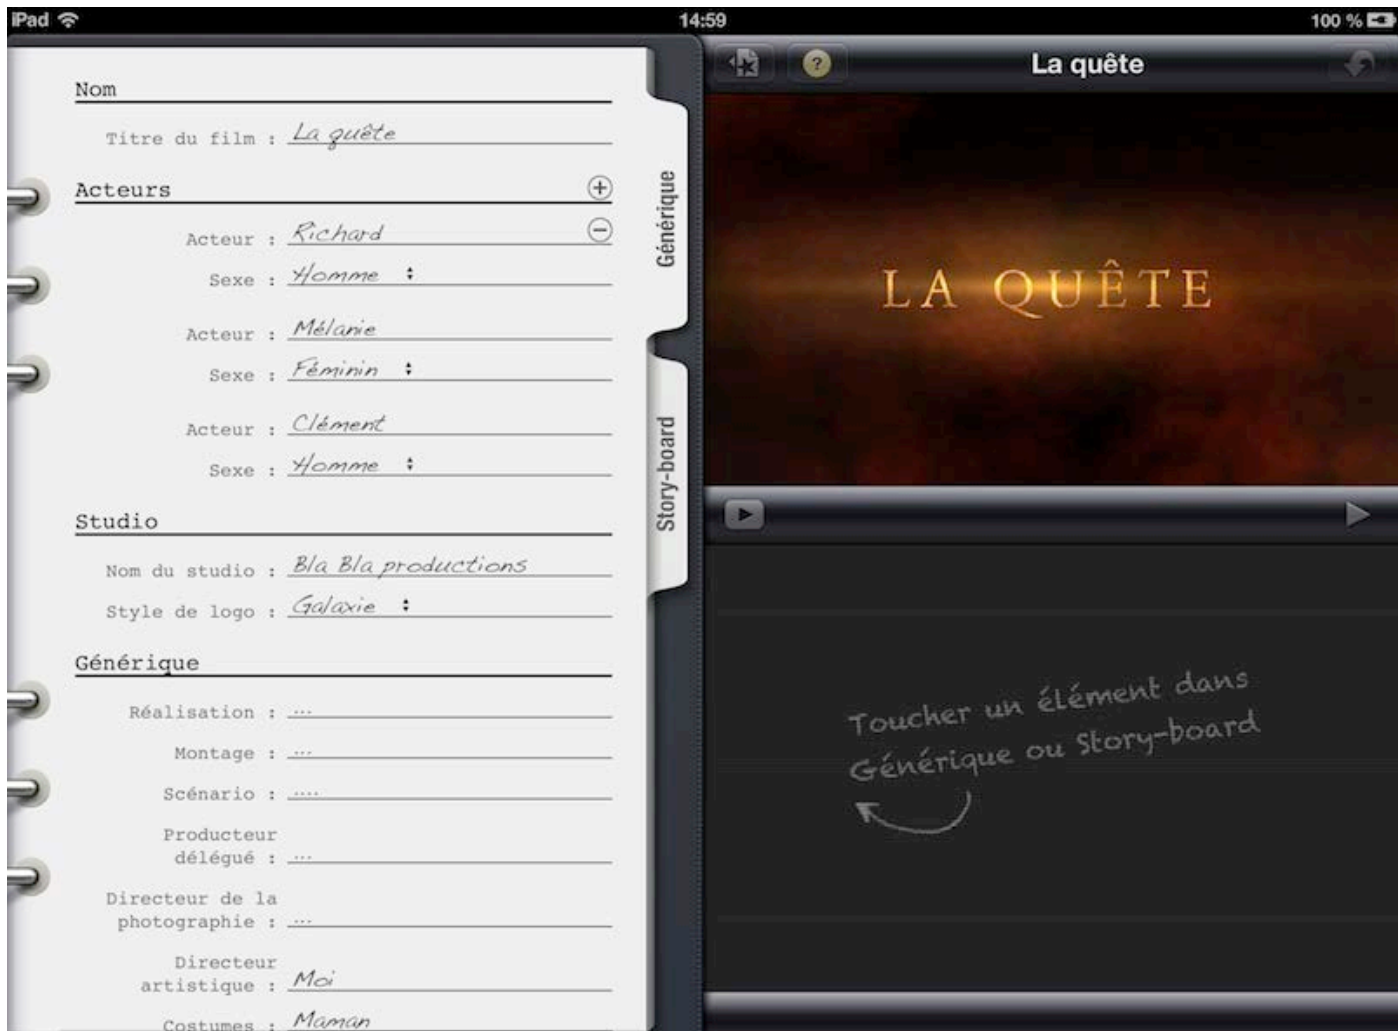 iPad 14:59 100 %
Nom
Titre du film : La quête
Acteurs
Acteur : Richard
Sexe : Homme
Acteur : Mélanie
Sexe : Féminin
Acteur : Clément
Sexe : Homme
Studio
Nom du studio : Bla Bla productions
Style de logo : Galaxie
Générique
Réalisation : ...
Montage : ...
Scénario : ....
Producteur
délégué : ...
Directeur de la
photographie : ...
Directeur
artistique : Moi
Costumes : Maman
Générique
Story-board
?
La quête
LA QUÊTE
Toucher un élément dans
Générique ou Story-board